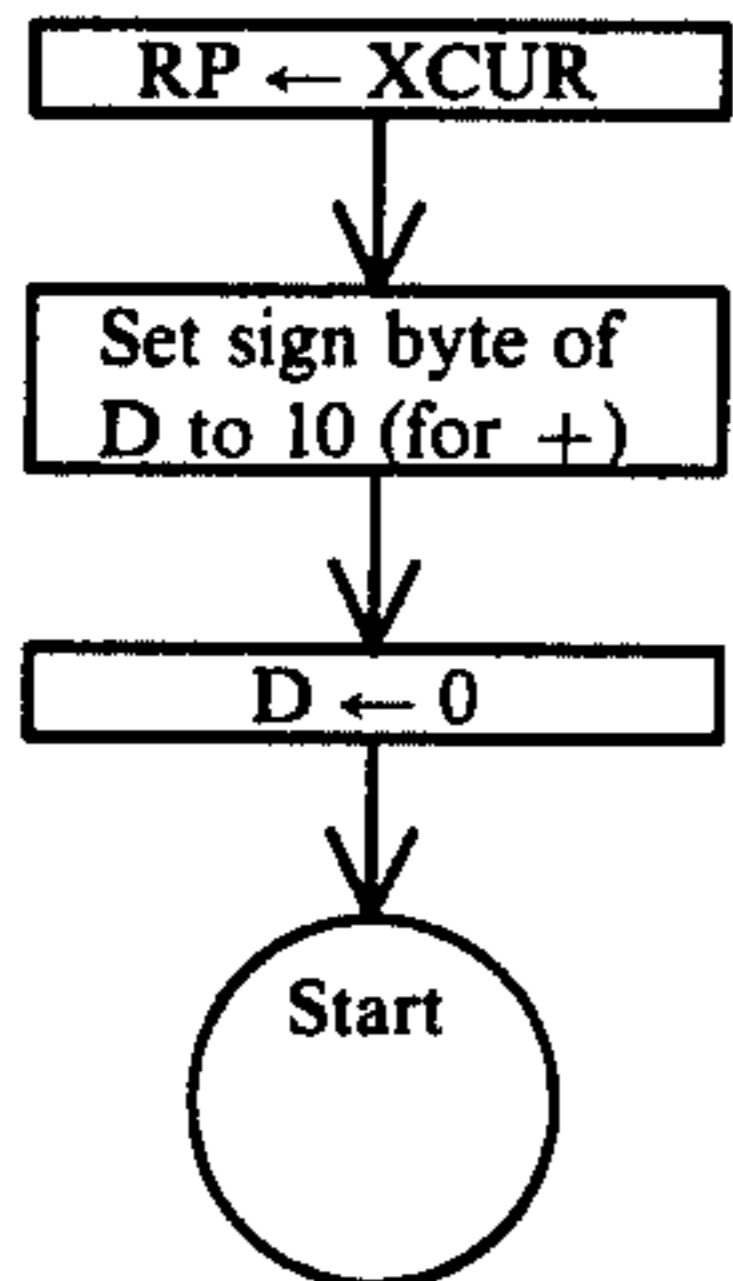 RP ← XCUR
Set sign byte of
D to 10 (for +)
D ← 0
Start